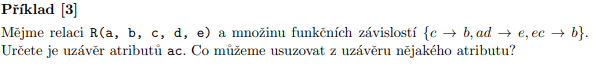 Příklad [3]
Mějme relaci R(a, b, c, d, e) a množinu funkčních závislostí {c → b, ad → e, ec → b}.
Určete je uzávěr atributů ac. Co můžeme usuzovat z uzávěru nějakého atributu?